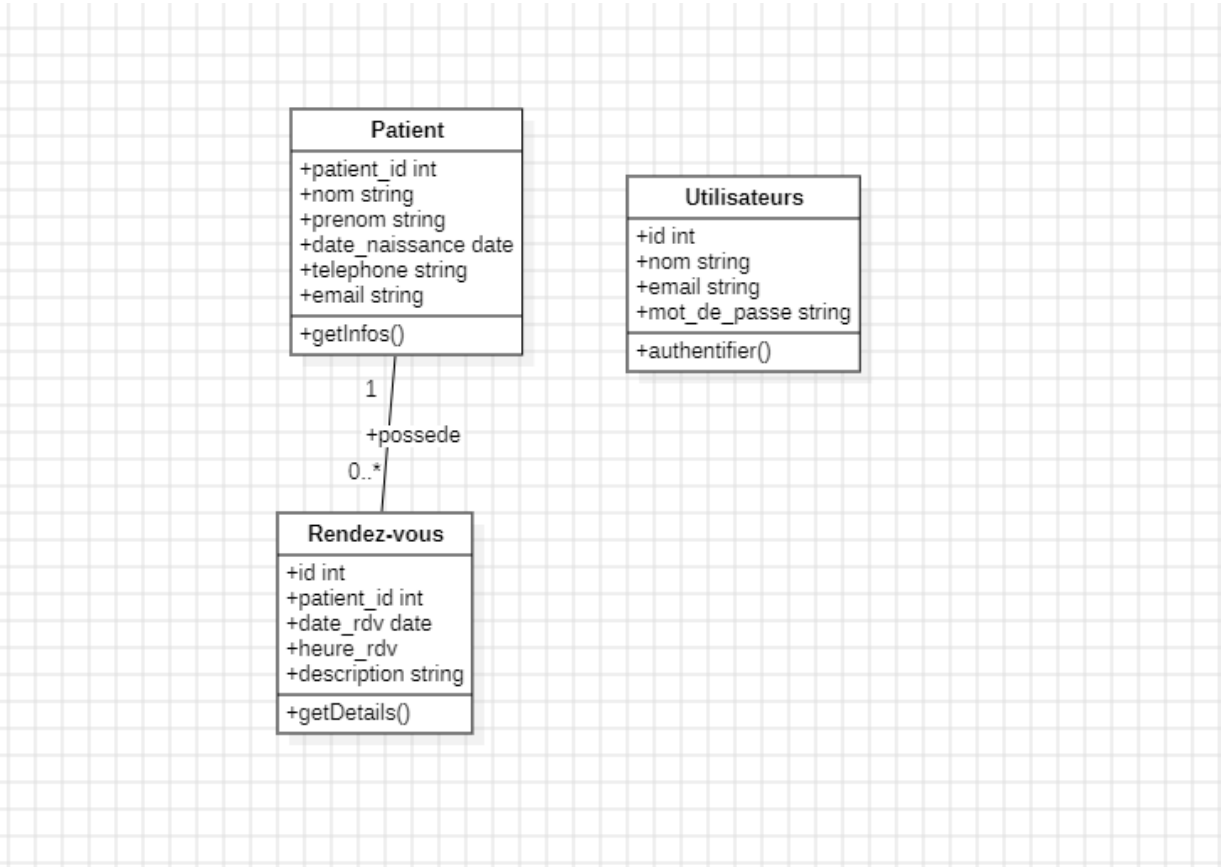 Patient
+patient_id int
+nom string
+prenom string
+date_naissance date
+telephone string
+email string
+getInfos()
Utilisateurs
+id int
+nom string
+email string
+mot_de_passe string
+authentifier()
1
+possede
0..*
Rendez-vous
+id int
+patient_id int
+date_rdv date
+heure_rdv
+description string
+getDetails()